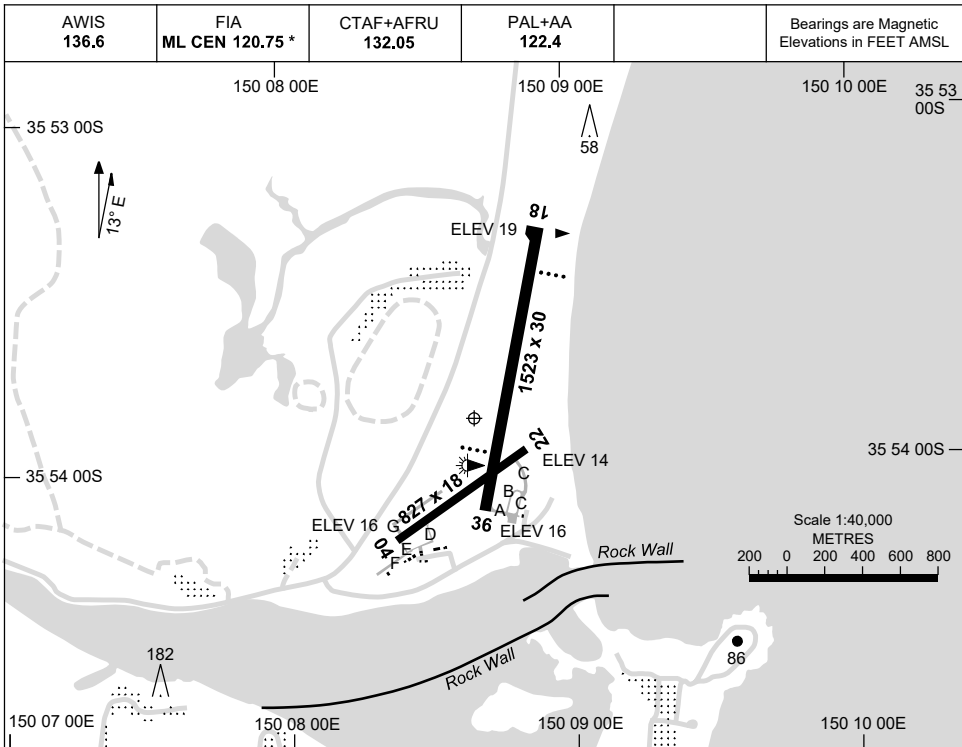 AWIS
136.6
FIA
ML CEN 120.75 *
CTAF+AFRU
132.05
PAL+AA
122.4
Bearings are Magnetic
Elevations in FEET AMSL
150 08 00E
150 09 00E
150 10 00E
35 53
00S
35 53 00S
58
13° E
18
ELEV 19
1523 x 30
22
35 54 00S
ELEV 14
35 54 00S
C
827 x 18
B
C
A
G
ELEV 16
36
ELEV 16
D
04
E
F
Scale 1:40,000
METRES
200 0 200 400 600 800
Rock Wall
Rock Wall
182
86
150 07 00E
150 08 00E
150 09 00E
150 10 00E